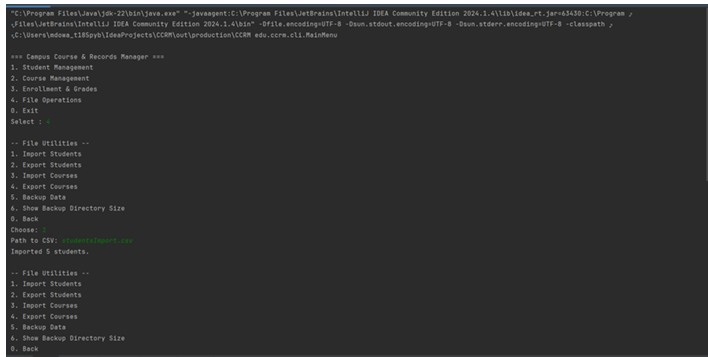 "C:\Program Files\Java\jdk-22\bin\java.exe" "-javaagent:C:\Program Files\JetBrains\IntelliJ IDEA Community Edition 2024.1.4\lib\idea_rt.jar=63430:C:\Program
Files\JetBrains\IntelliJ IDEA Community Edition 2024.1.4\bin" -Dfile.encoding=UTF-8 -Dsun.stdout.encoding=UTF-8 -Dsun.stderr.encoding=UTF-8 -classpath
C:\Users\mdowa_t185pyb\IdeaProjects\CCRM\out\production\CCRM edu.ccrm.cli.MainMenu
=== Campus Course & Records Manager ===
1. Student Management
2. Course Management
3. Enrollment & Grades
4. File Operations
0. Exit
Select : 4
-- File Utilities --
1. Import Students
2. Export Students
3. Import Courses
4. Export Courses
5. Backup Data
6. Show Backup Directory Size
0. Back
Choose: 1
Path to CSV: studentsImport.csv
Imported 5 students.
-- File Utilities --
1. Import Students
2. Export Students
3. Import Courses
4. Export Courses
5. Backup Data
6. Show Backup Directory Size
0. Back